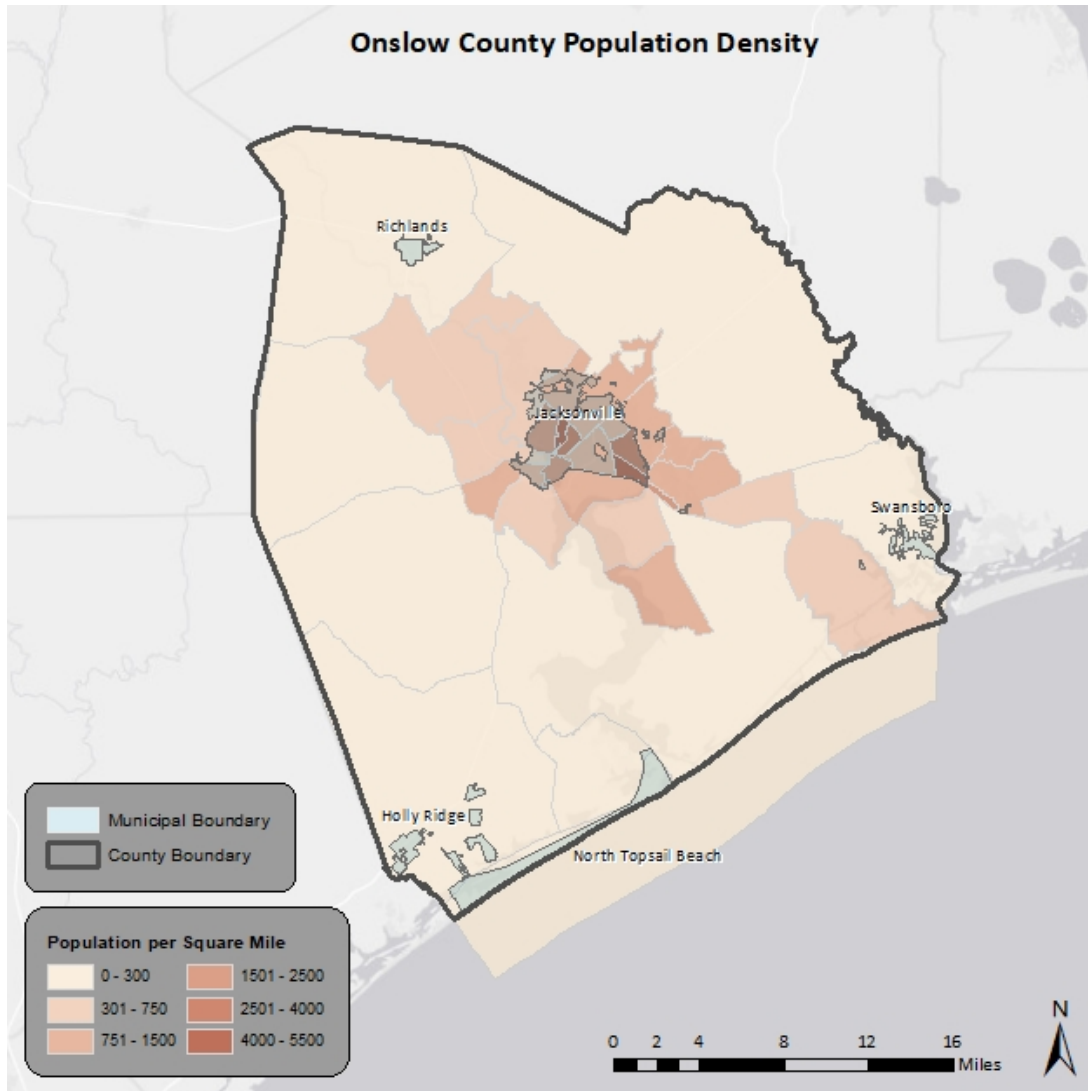 Onslow County Population Density
Richlands
Jacksonville
Swansboro
Holly Ridge
North Topsail Beach
Municipal Boundary
County Boundary
Population per Square Mile
0 - 300
1501 - 2500
301 - 750
2501 - 4000
751 - 1500
4000 - 5500
N
0 2 4 8 12 16
Miles